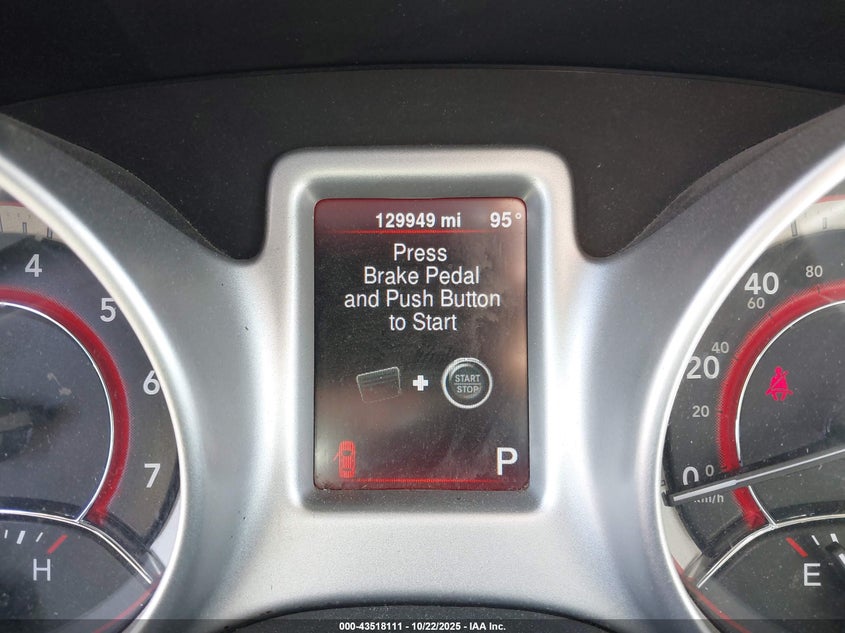 129949 mi 95°
Press
Brake Pedal
and Push Button
to Start
START
STOP
P
4
5
6
7
H
40
80
60
20
40
20
0
0
km/h
E
000-43518111 - 10/22/2025 - IAA Inc.